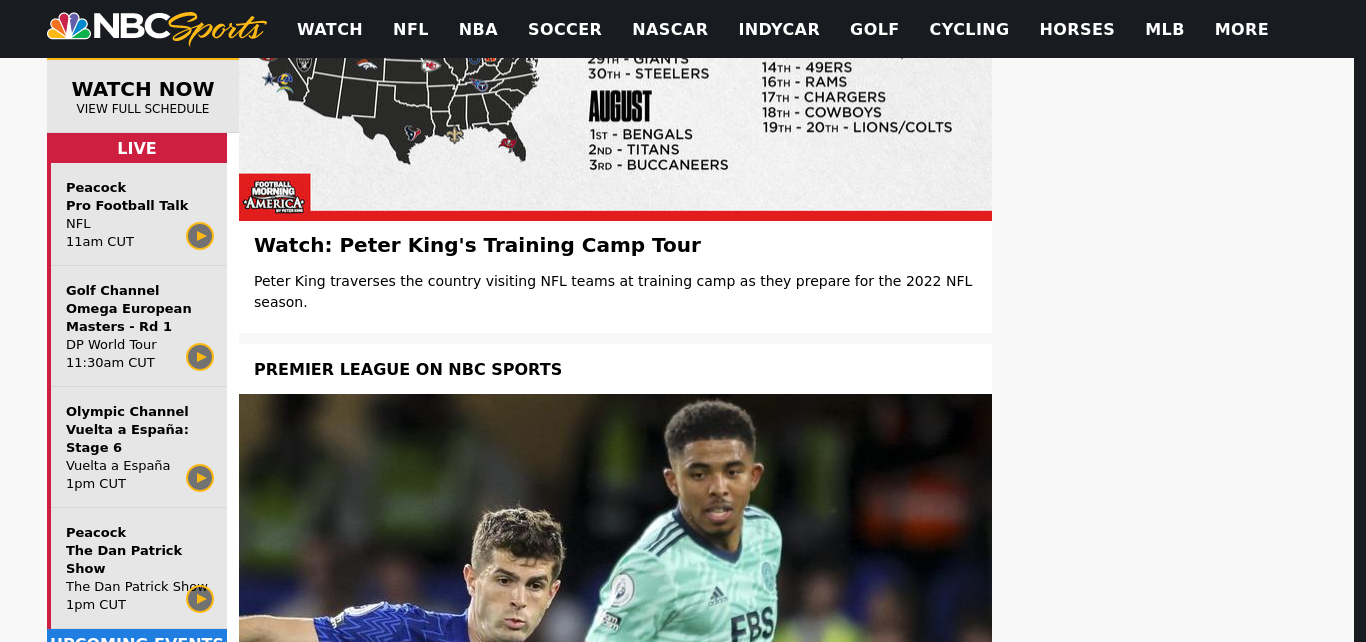 NBC Sports
WATCH NFL NBA SOCCER NASCAR INDYCAR GOLF CYCLING HORSES MLB MORE
WATCH NOW
VIEW FULL SCHEDULE
LIVE
Peacock
Pro Football Talk
NFL
11am CUT
Golf Channel
Omega European
Masters - Rd 1
DP World Tour
11:30am CUT
Olympic Channel
Vuelta a España:
Stage 6
Vuelta a España
1pm CUT
Peacock
The Dan Patrick
Show
The Dan Patrick Show
1pm CUT
UPCOMING EVENTS
29TH - GIANTS
30TH - STEELERS
AUGUST
1ST - BENGALS
2ND - TITANS
3RD - BUCCANEERS
14TH - 49ERS
16TH - RAMS
17TH - CHARGERS
18TH - COWBOYS
19TH - 20TH - LIONS/COLTS
FOOTBALL
MORNING
IN
AMERICA
BY PETER KING
Watch: Peter King's Training Camp Tour
Peter King traverses the country visiting NFL teams at training camp as they prepare for the 2022 NFL
season.
PREMIER LEAGUE ON NBC SPORTS
FBS